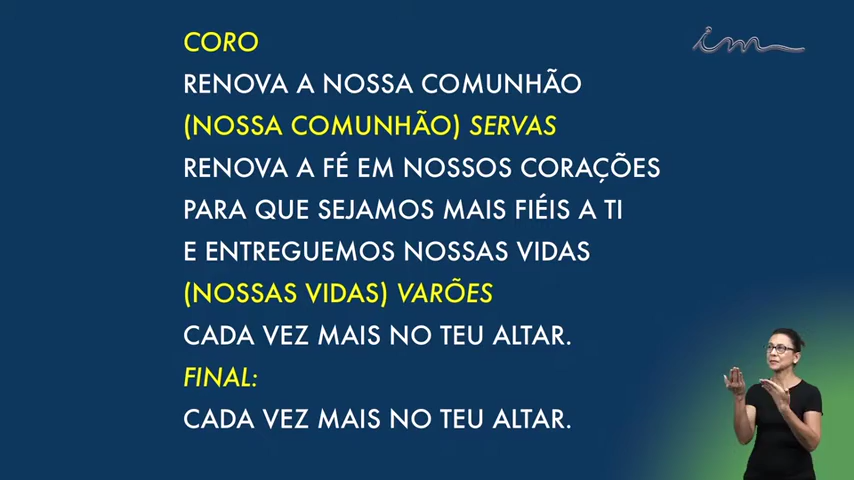 CORO
im
RENOVA A NOSSA COMUNHÃO
(NOSSA COMUNHÃO) SERVAS
RENOVA A FÉ EM NOSSOS CORAÇÕES
PARA QUE SEJAMOS MAIS FIÉIS A TI
E ENTREGUEMOS NOSSAS VIDAS
(NOSSAS VIDAS) VARÕES
CADA VEZ MAIS NO TEU ALTAR.
FINAL:
CADA VEZ MAIS NO TEU ALTAR.